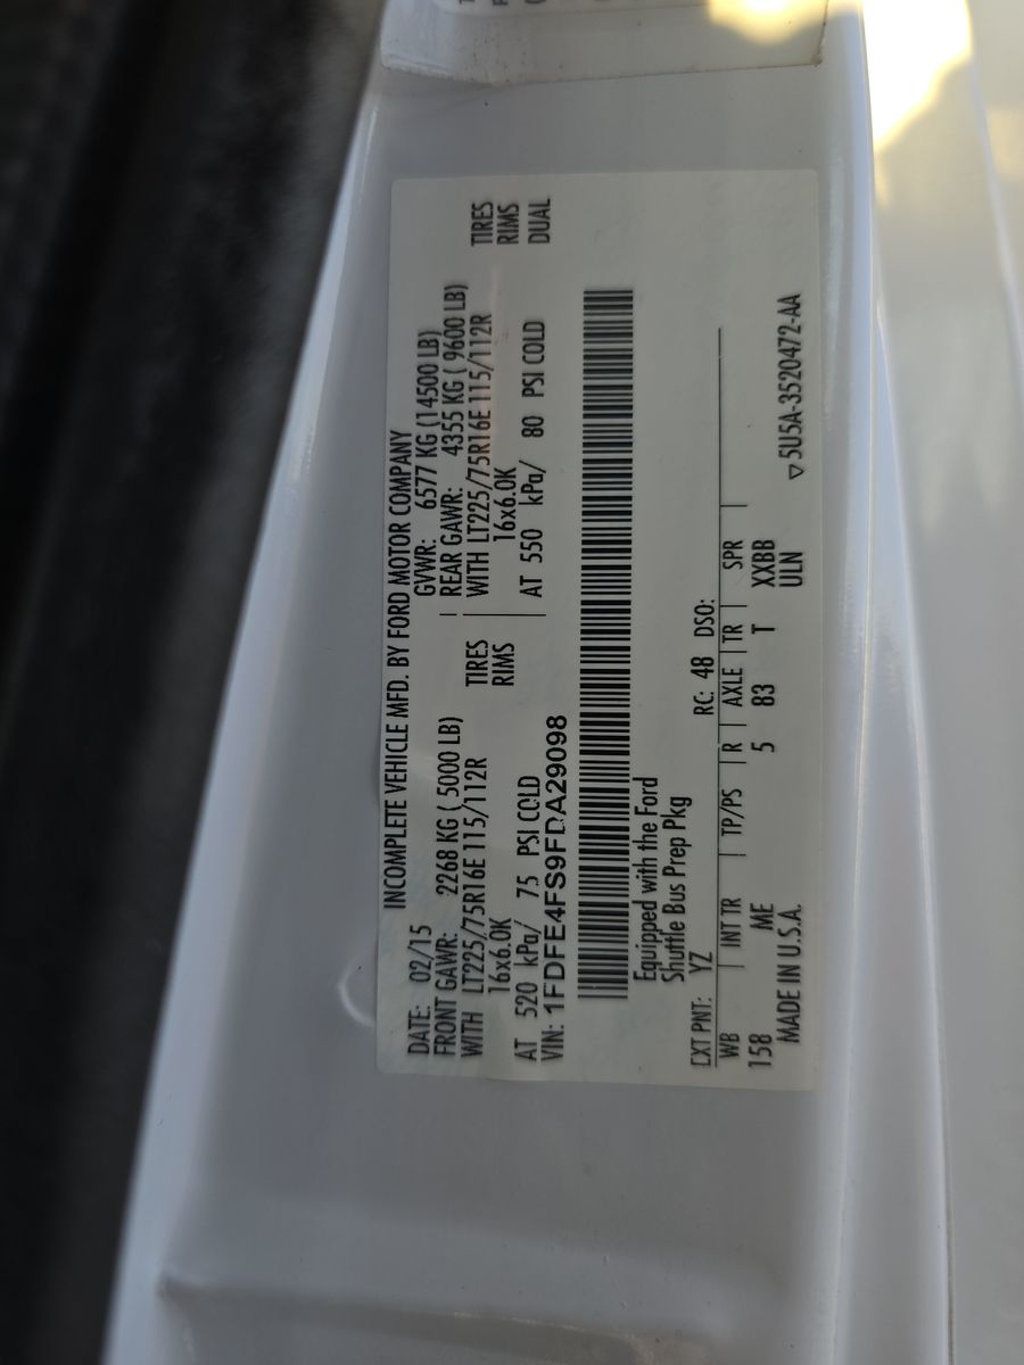 INCOMPLETE VEHICLE MFD. BY FORD MOTOR COMPANY
DATE: 02/15 GVWR: 6577 KG (14500 LB)
FRONT GAWR: 2268 KG ( 5000 LB) | REAR GAWR: 4355 KG ( 9600 LB)
WITH LT225/75R16E 115/112R TIRES | WITH LT225/75R16E 115/112R TIRES
16x6.0K RIMS 16x6.0K RIMS
AT 520 kPa/ 75 PSI COLD | AT 550 kPa/ 80 PSI COLD DUAL
VIN: 1FDFE4FS9FDA29098
Equipped with the Ford
Shuttle Bus Prep Pkg
EXT PNT: YZ RC: 48 DSO:
WB | INT TR | TP/PS | R | AXLE | TR | SPR |
158 ME 5 83 T XXBB
MADE IN U.S.A. ULN ▽5U5A-3520472-AA